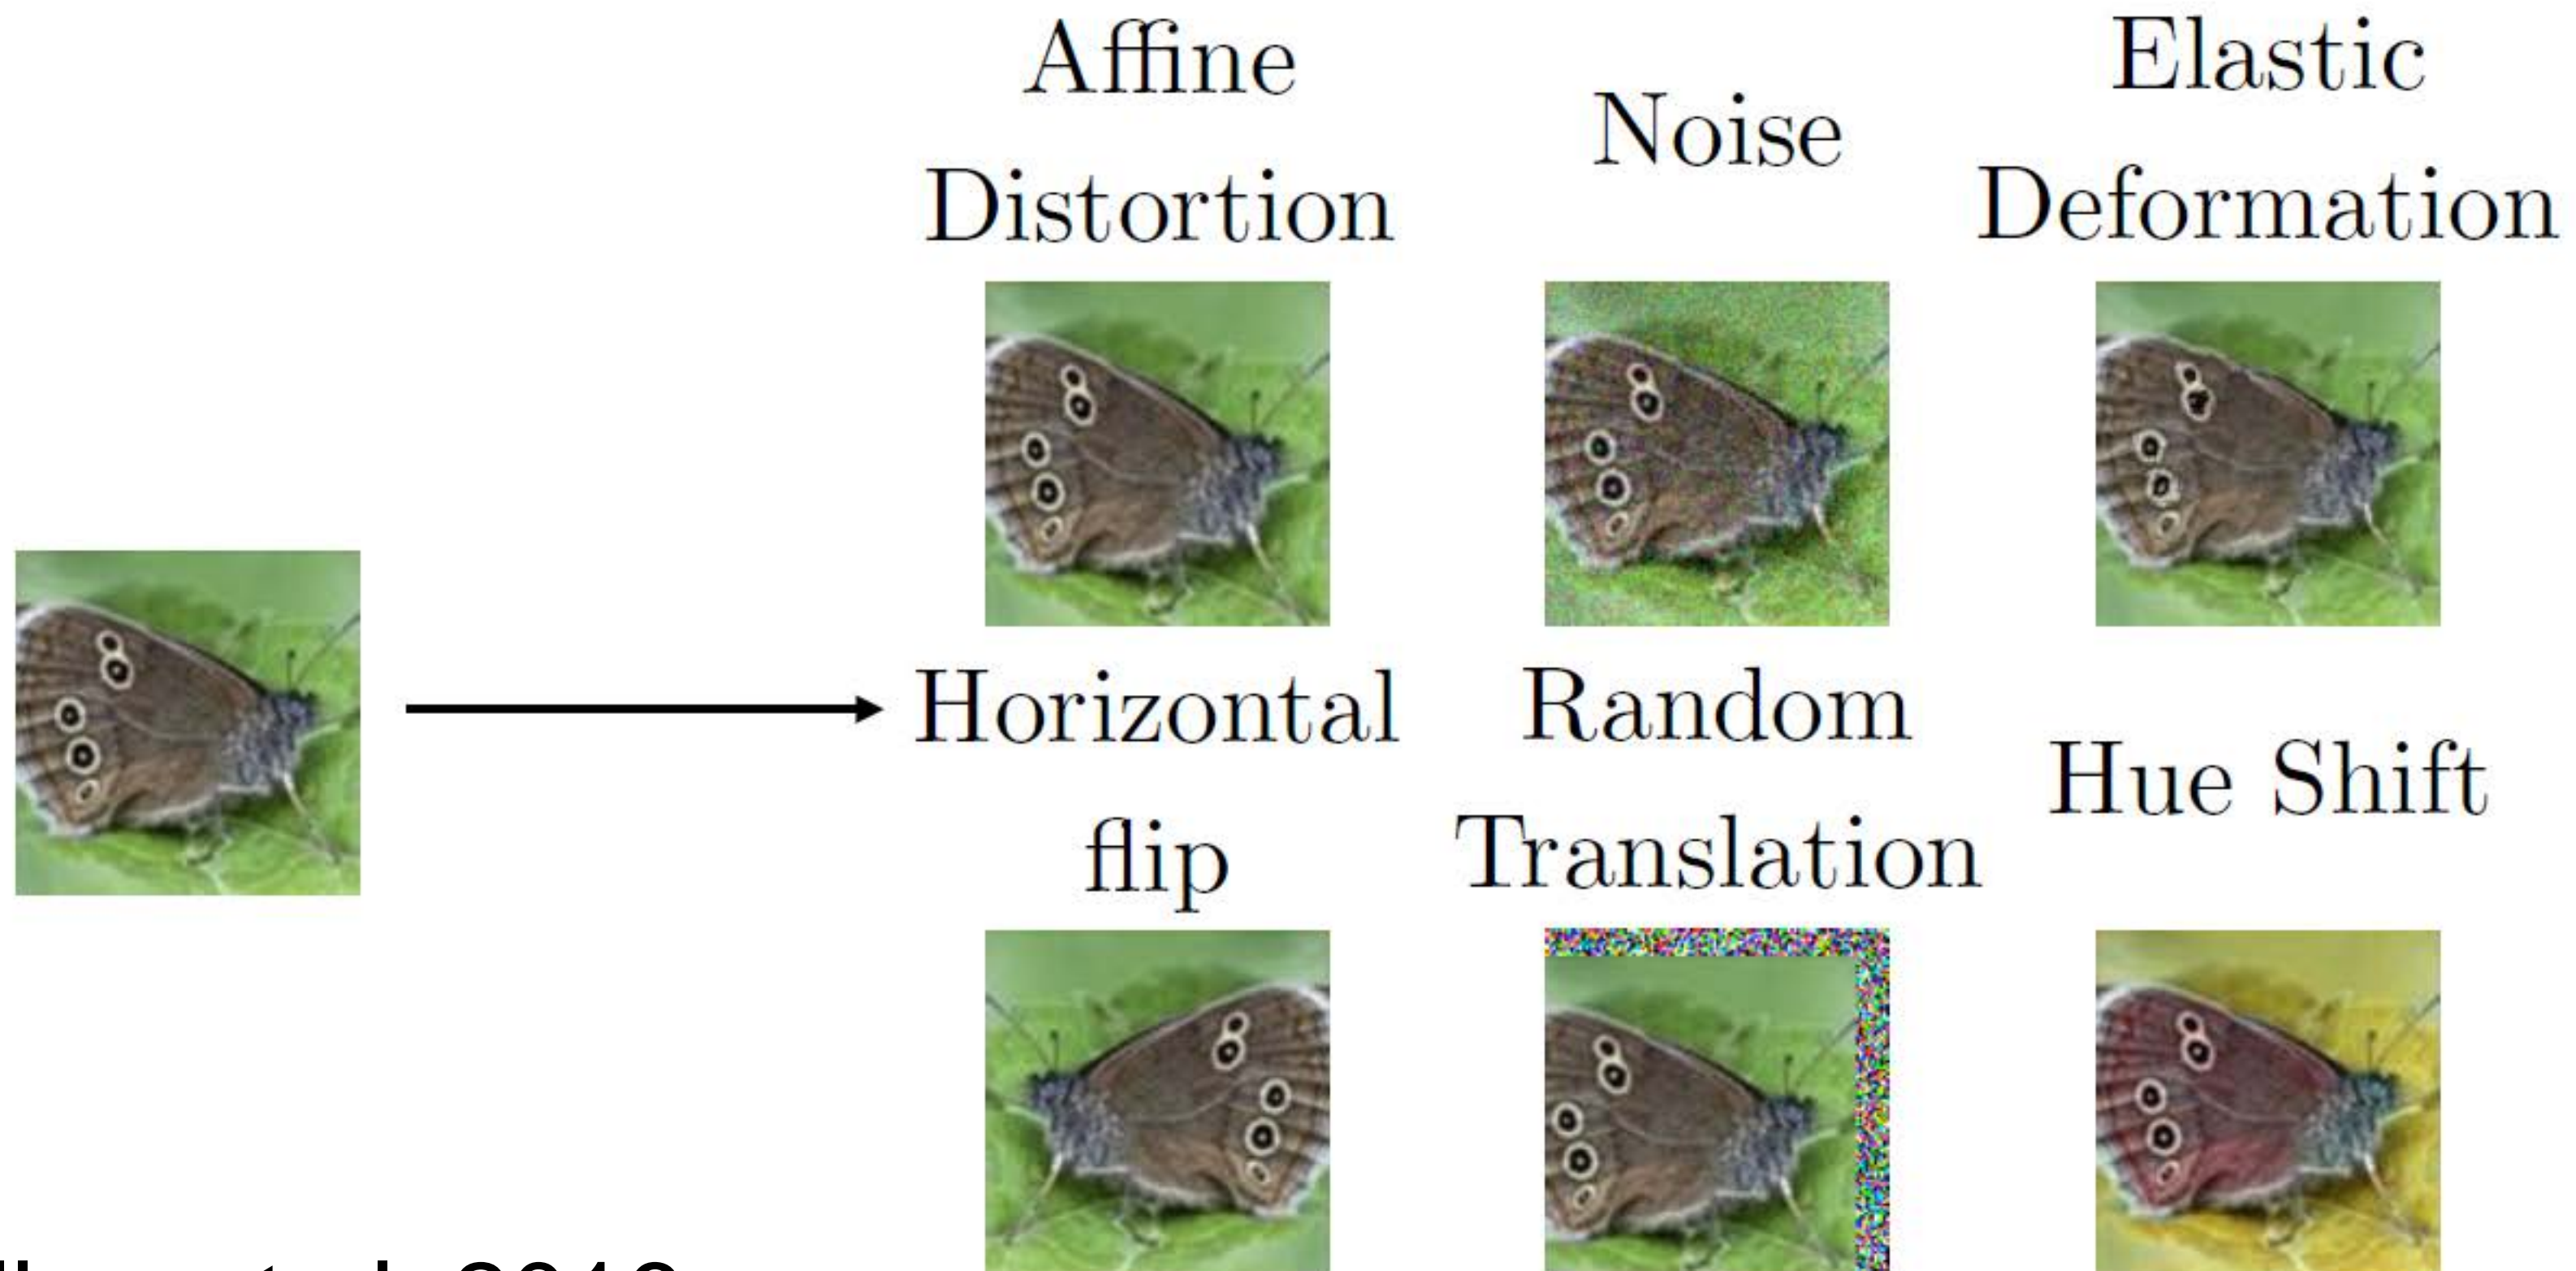 Affine
Distortion
Noise
Elastic
Deformation
Horizontal
flip
Random
Translation
Hue Shift